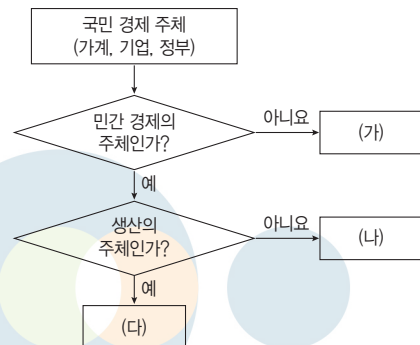 국민 경제 주체
(가계, 기업, 정부)
민간 경제의
주체인가?
아니요
(가)
예
생산의
주체인가?
아니요
(나)
예
(다)